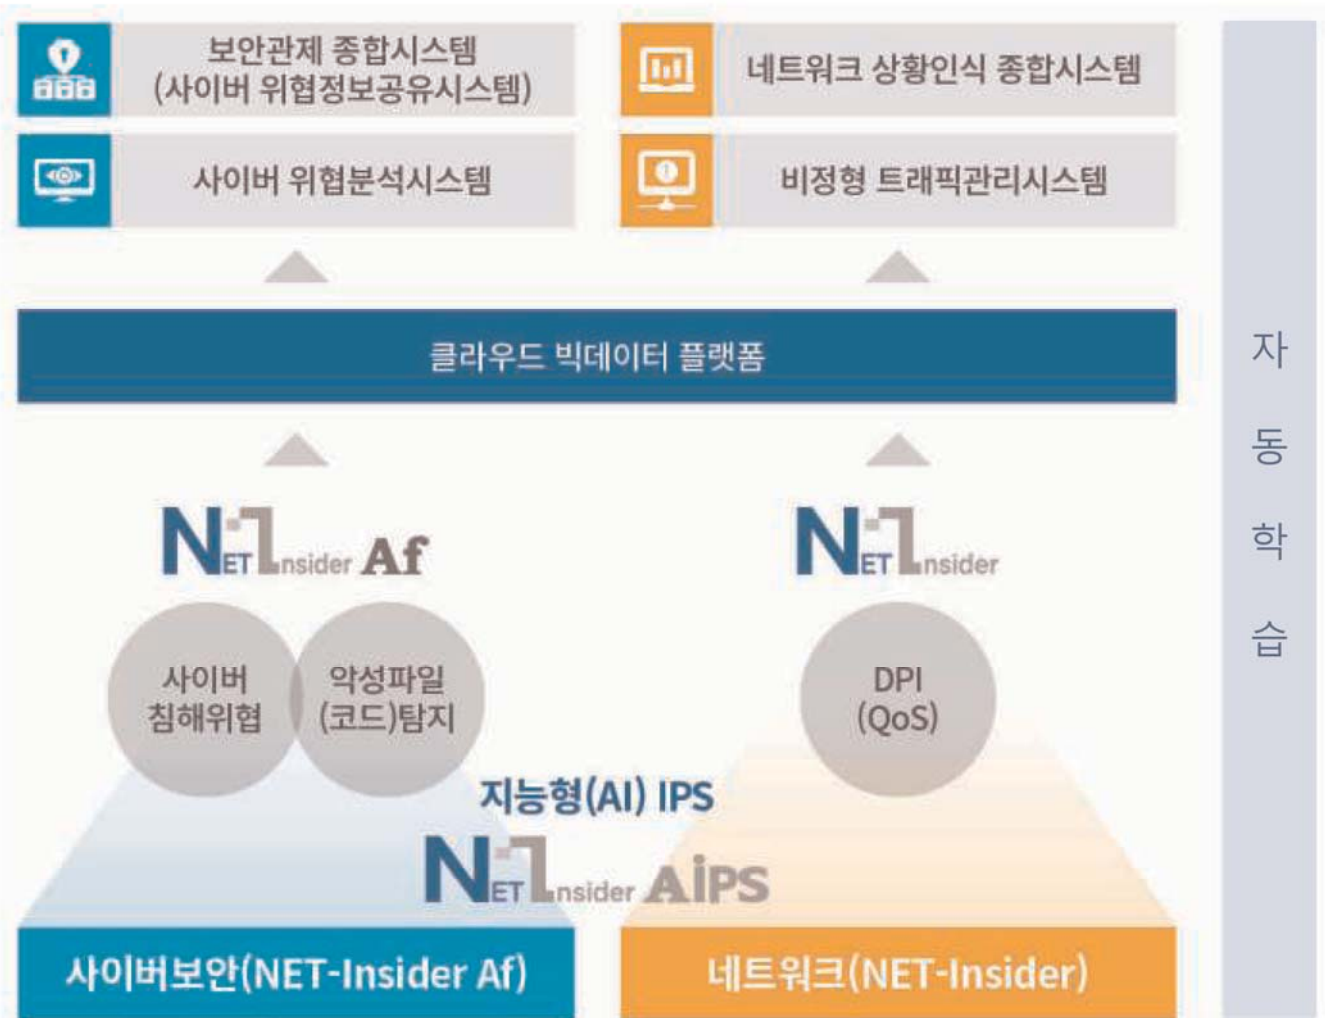 보안관제 종합시스템
(사이버 위협정보공유시스템)
네트워크 상황인식 종합시스템
사이버 위협분석시스템
비정형 트래픽관리시스템
클라우드 빅데이터 플랫폼
NET Insider Af
NET Insider
사이버
침해위협
악성파일
(코드)탐지
DPI
(QoS)
지능형(AI) IPS
NET Insider AiPS
사이버보안(NET-Insider Af)
네트워크(NET-Insider)
자
동
학
습